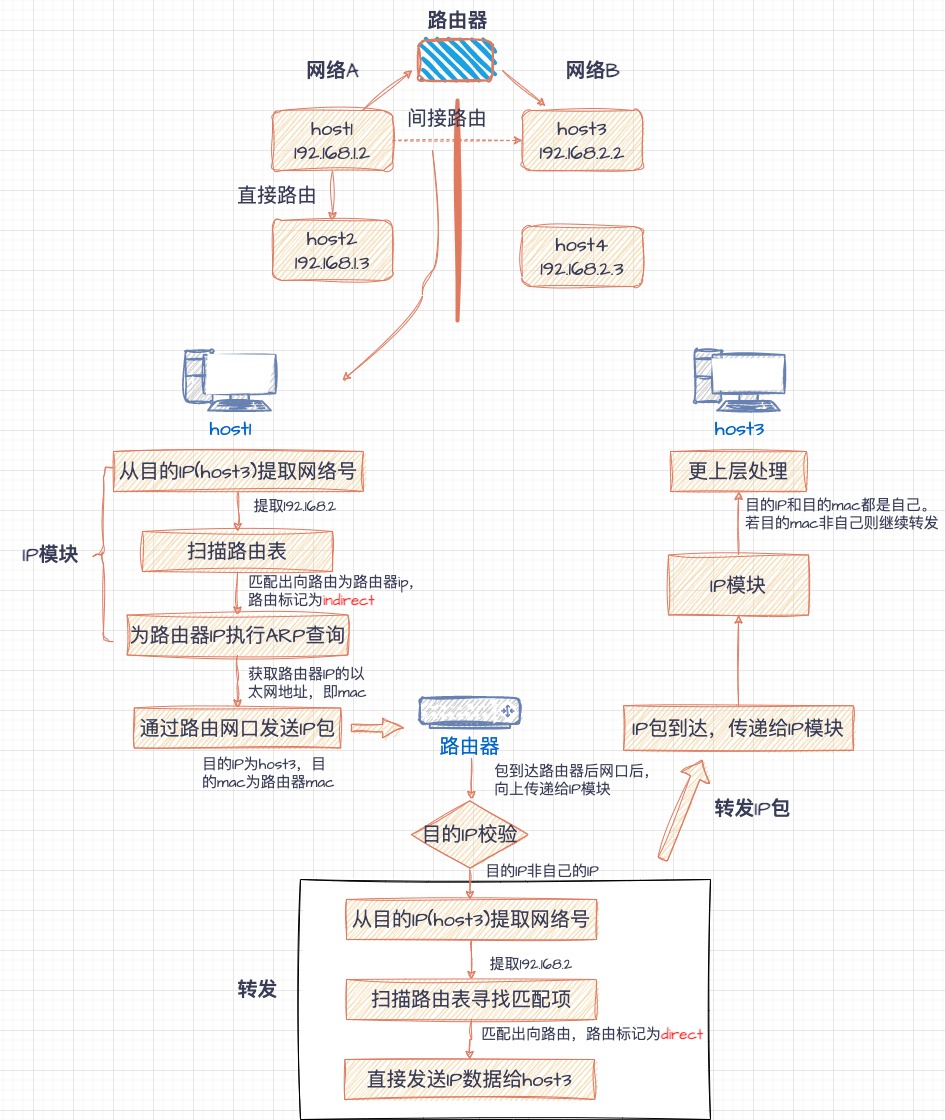 路由器
网络A
网络B
间接路由
host1
192.168.1.2
host3
192.168.2.2
直接路由
host2
192.168.1.3
host4
192.168.2.3
host1
从目的IP(host3)提取网络号
提取192.168.2
IP模块
扫描路由表
匹配出向路由为路由器ip，
路由标记为indirect
为路由器IP执行ARP查询
获取路由器IP的以
太网地址，即mac
通过路由网口发送IP包
目的IP为host3，目
的mac为路由器mac
路由器
包到达路由器后网口后，
向上传递给IP模块
目的IP校验
目的IP非自己的IP
转发
从目的IP(host3)提取网络号
提取192.168.2
扫描路由表寻找匹配项
匹配出向路由，路由标记为direct
直接发送IP数据给host3
转发IP包
host3
更上层处理
目的IP和目的mac都是自己。
若目的mac非自己则继续转发
IP模块
IP包到达，传递给IP模块